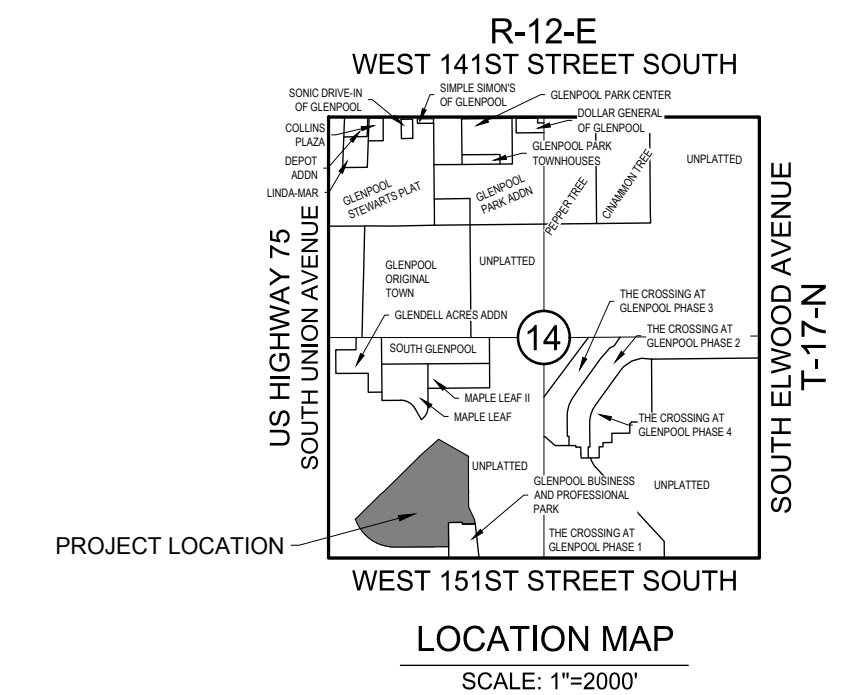 R-12-E
WEST 141ST STREET SOUTH
SONIC DRIVE-IN
OF GLENPOOL
SIMPLE SIMON'S
OF GLENPOOL
GLENPOOL PARK CENTER
DOLLAR GENERAL
OF GLENPOOL
COLLINS
PLAZA
GLENPOOL PARK
TOWNHOUSES
DEPOT
ADDN
LINDA-MAR
GLENPOOL
STEWARTS PLAT
GLENPOOL
PARK ADDN
PEPPER TREE
CINAMMON TREE
UNPLATTED
US HIGHWAY 75
SOUTH UNION AVENUE
GLENPOOL
ORIGINAL
TOWN
UNPLATTED
SOUTH ELWOOD AVENUE
T-17-N
GLENDELL ACRES ADDN
14
THE CROSSING AT
GLENPOOL PHASE 3
THE CROSSING AT
GLENPOOL PHASE 2
SOUTH GLENPOOL
MAPLE LEAF II
MAPLE LEAF
THE CROSSING AT
GLENPOOL PHASE 4
UNPLATTED
GLENPOOL BUSINESS
AND PROFESSIONAL
PARK
UNPLATTED
THE CROSSING AT
GLENPOOL PHASE 1
PROJECT LOCATION
WEST 151ST STREET SOUTH
LOCATION MAP
SCALE: 1"=2000'